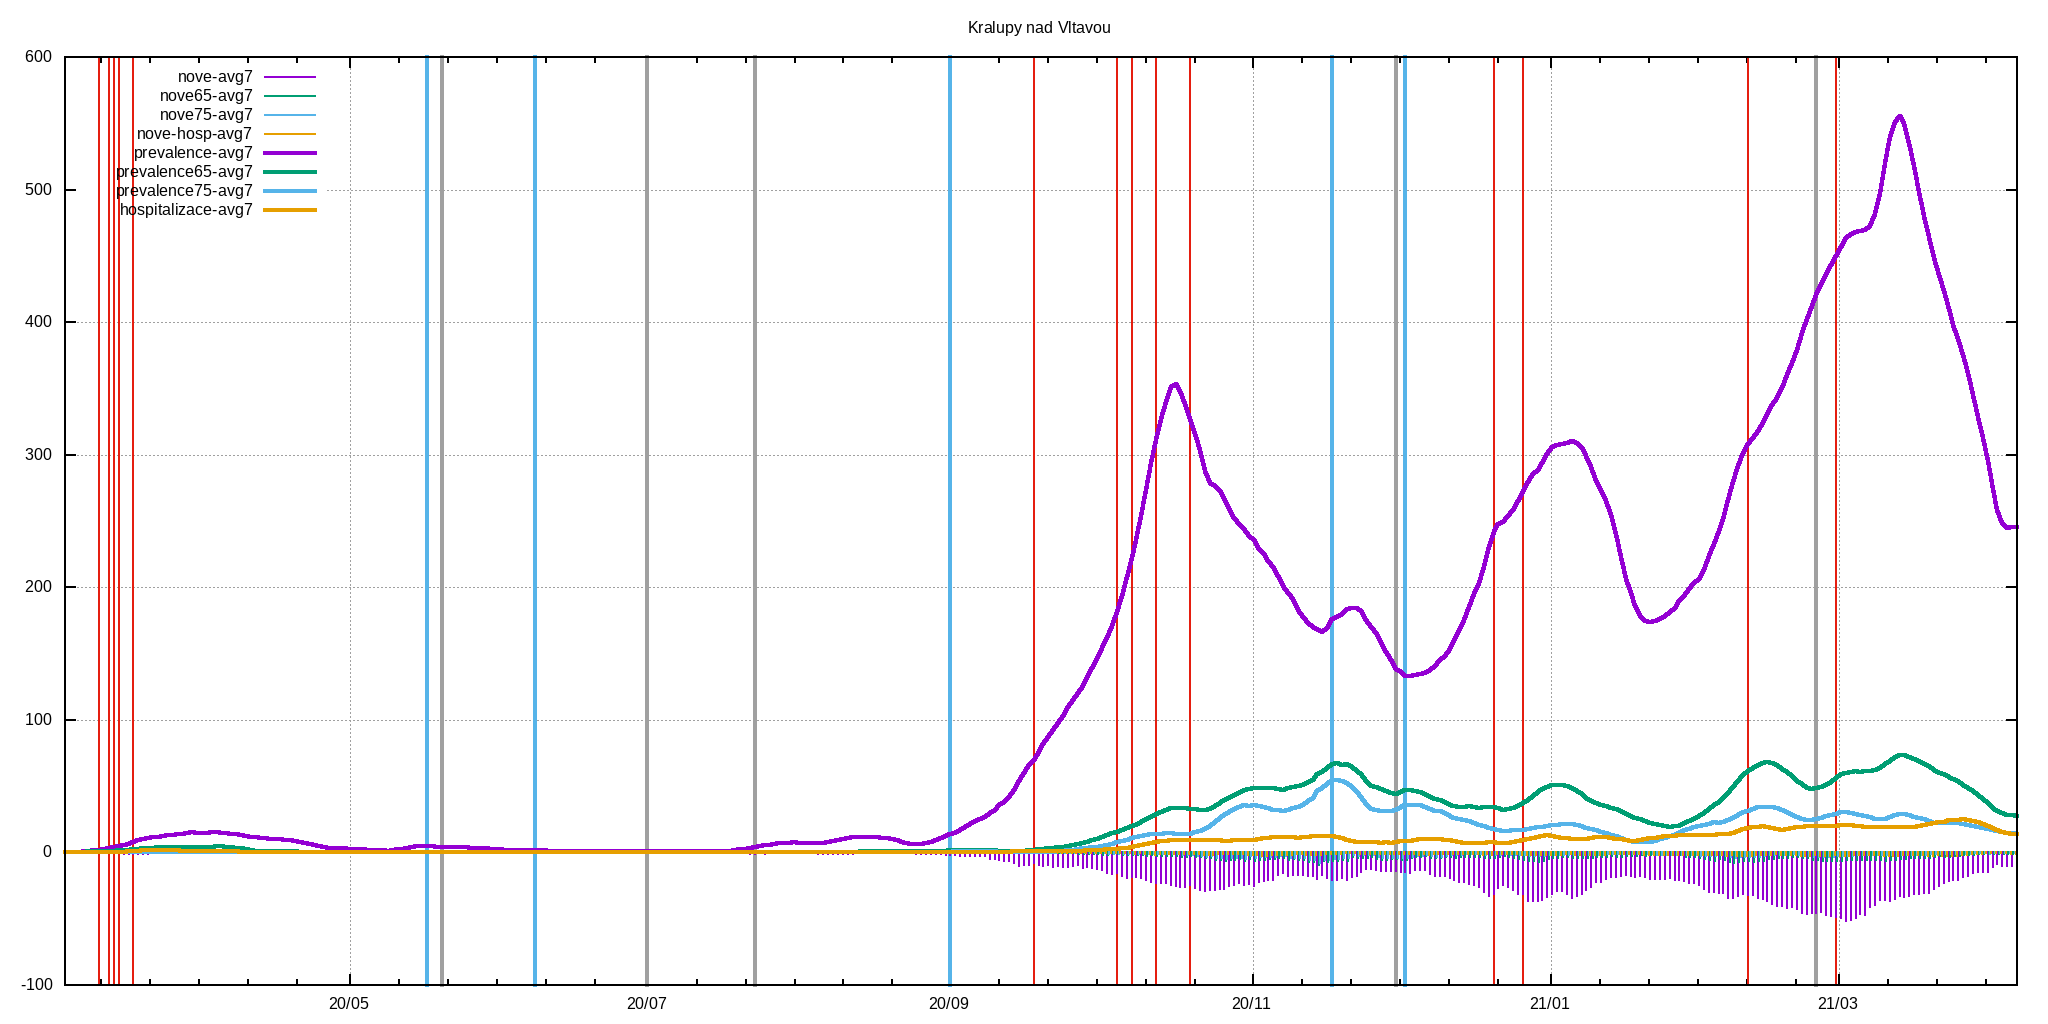 Kralupy nad Vltavou
600
500
400
300
200
100
0
-100
nove-avg7
nove65-avg7
nove75-avg7
nove-hosp-avg7
prevalence-avg7
prevalence65-avg7
prevalence75-avg7
hospitalizace-avg7
20/05
20/07
20/09
20/11
21/01
21/03